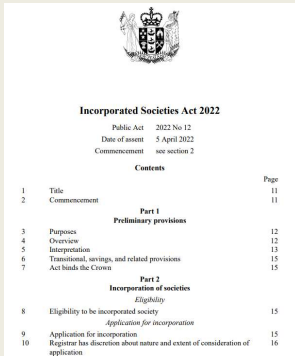 Incorporated Societies Act 2022
Public Act 2022 No 12
Date of assent 5 April 2022
Commencement see section 2
Contents
Page
1 Title 11
2 Commencement 11
Part 1
Preliminary provisions
3 Purposes 12
4 Overview 12
5 Interpretation 13
6 Transitional, savings, and related provisions 15
7 Act binds the Crown 15
Part 2
Incorporation of societies
Eligibility
8 Eligibility to be incorporated society 15
Application for incorporation
9 Application for incorporation 15
10 Registrar has discretion about nature and extent of consideration of 16
application